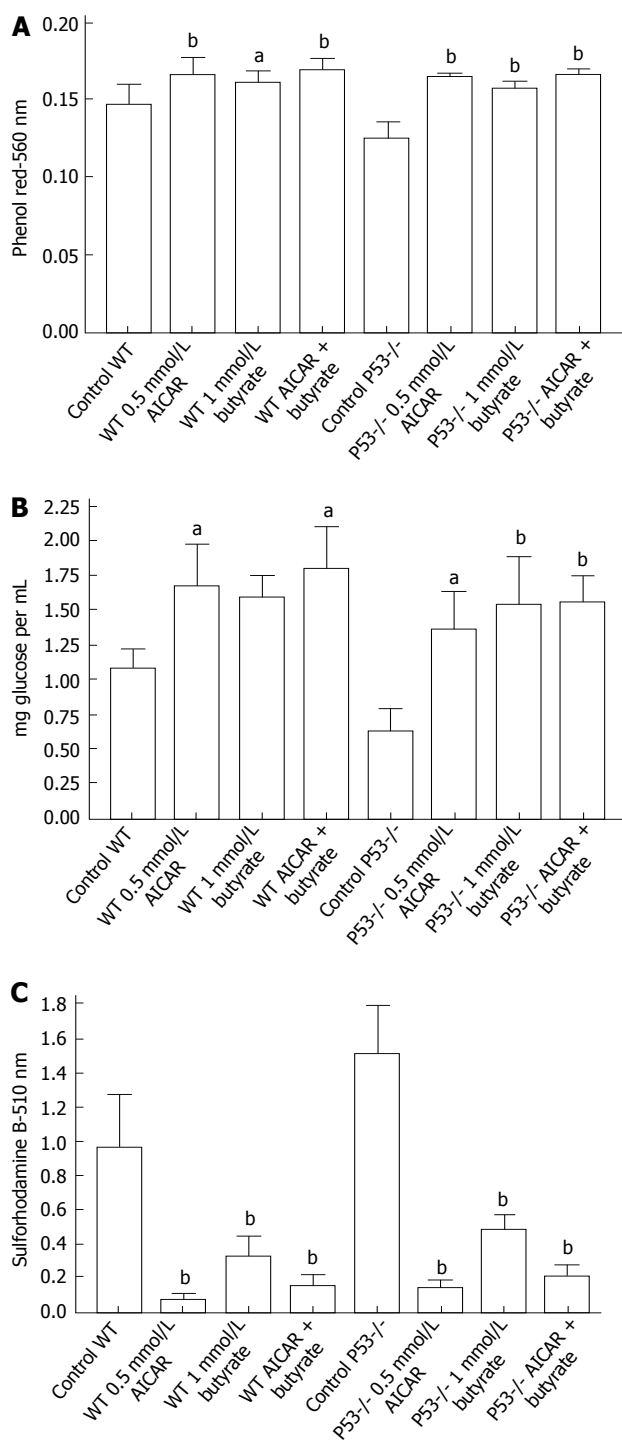 A
Phenol red-560 nm
0.20
0.15
0.10
0.05
0.00
b
a
b
b
b
b
Control WT
WT 0.5 mmol/L
AICAR
WT 1 mmol/L
butyrate
WT AICAR +
butyrate
Control P53-/-
P53-/- 0.5 mmol/L
AICAR
P53-/- 1 mmol/L
butyrate
P53-/- AICAR +
butyrate
B
mg glucose per mL
2.25
2.00
1.75
1.25
1.00
0.75
0.50
0.25
0.00
a
a
a
b
b
Control WT
WT 0.5 mmol/L
AICAR
WT 1 mmol/L
butyrate
WT AICAR +
butyrate
Control P53-/-
P53-/- 0.5 mmol/L
AICAR
P53-/- 1 mmol/L
butyrate
P53-/- AICAR +
butyrate
C
Sulforhodamine B-510 nm
1.8
1.6
1.4
1.2
1.0
0.8
0.6
0.4
0.2
0.0
b
b
b
b
b
b
Control WT
WT 0.5 mmol/L
AICAR
WT 1 mmol/L
butyrate
WT AICAR +
butyrate
Control P53-/-
P53-/- 0.5 mmol/L
AICAR
P53-/- 1 mmol/L
butyrate
P53-/- AICAR +
butyrate